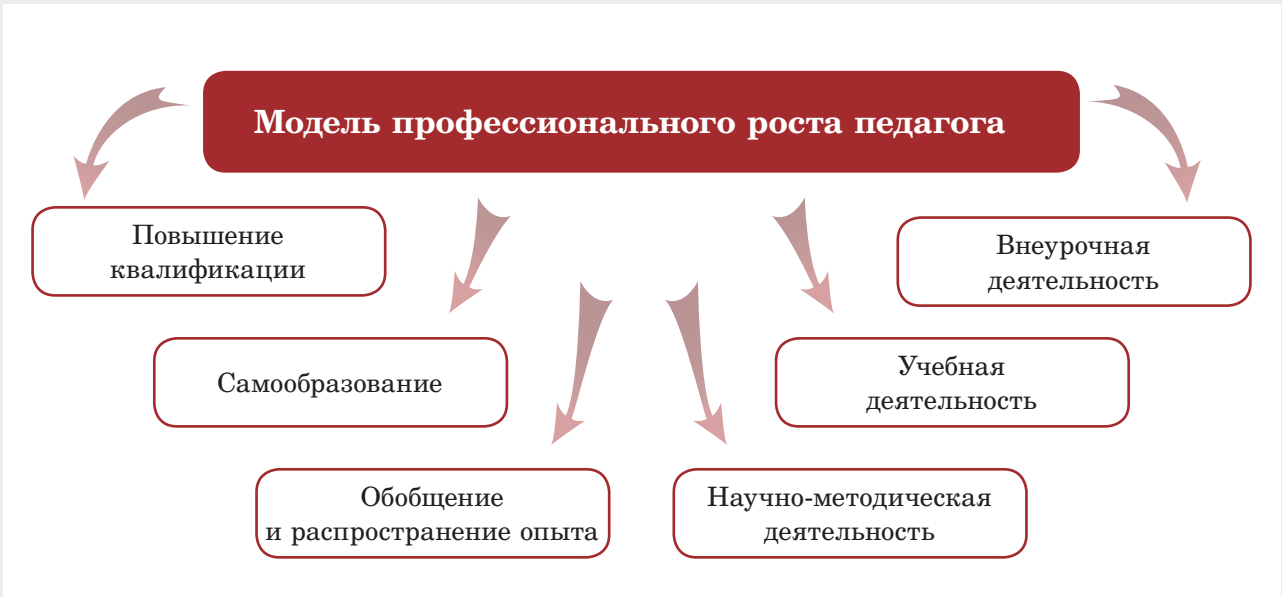 Модель профессионального роста педагога
Повышение
квалификации
Внеурочная
деятельность
Самообразование
Учебная
деятельность
Обобщение
и распространение опыта
Научно-методическая
деятельность